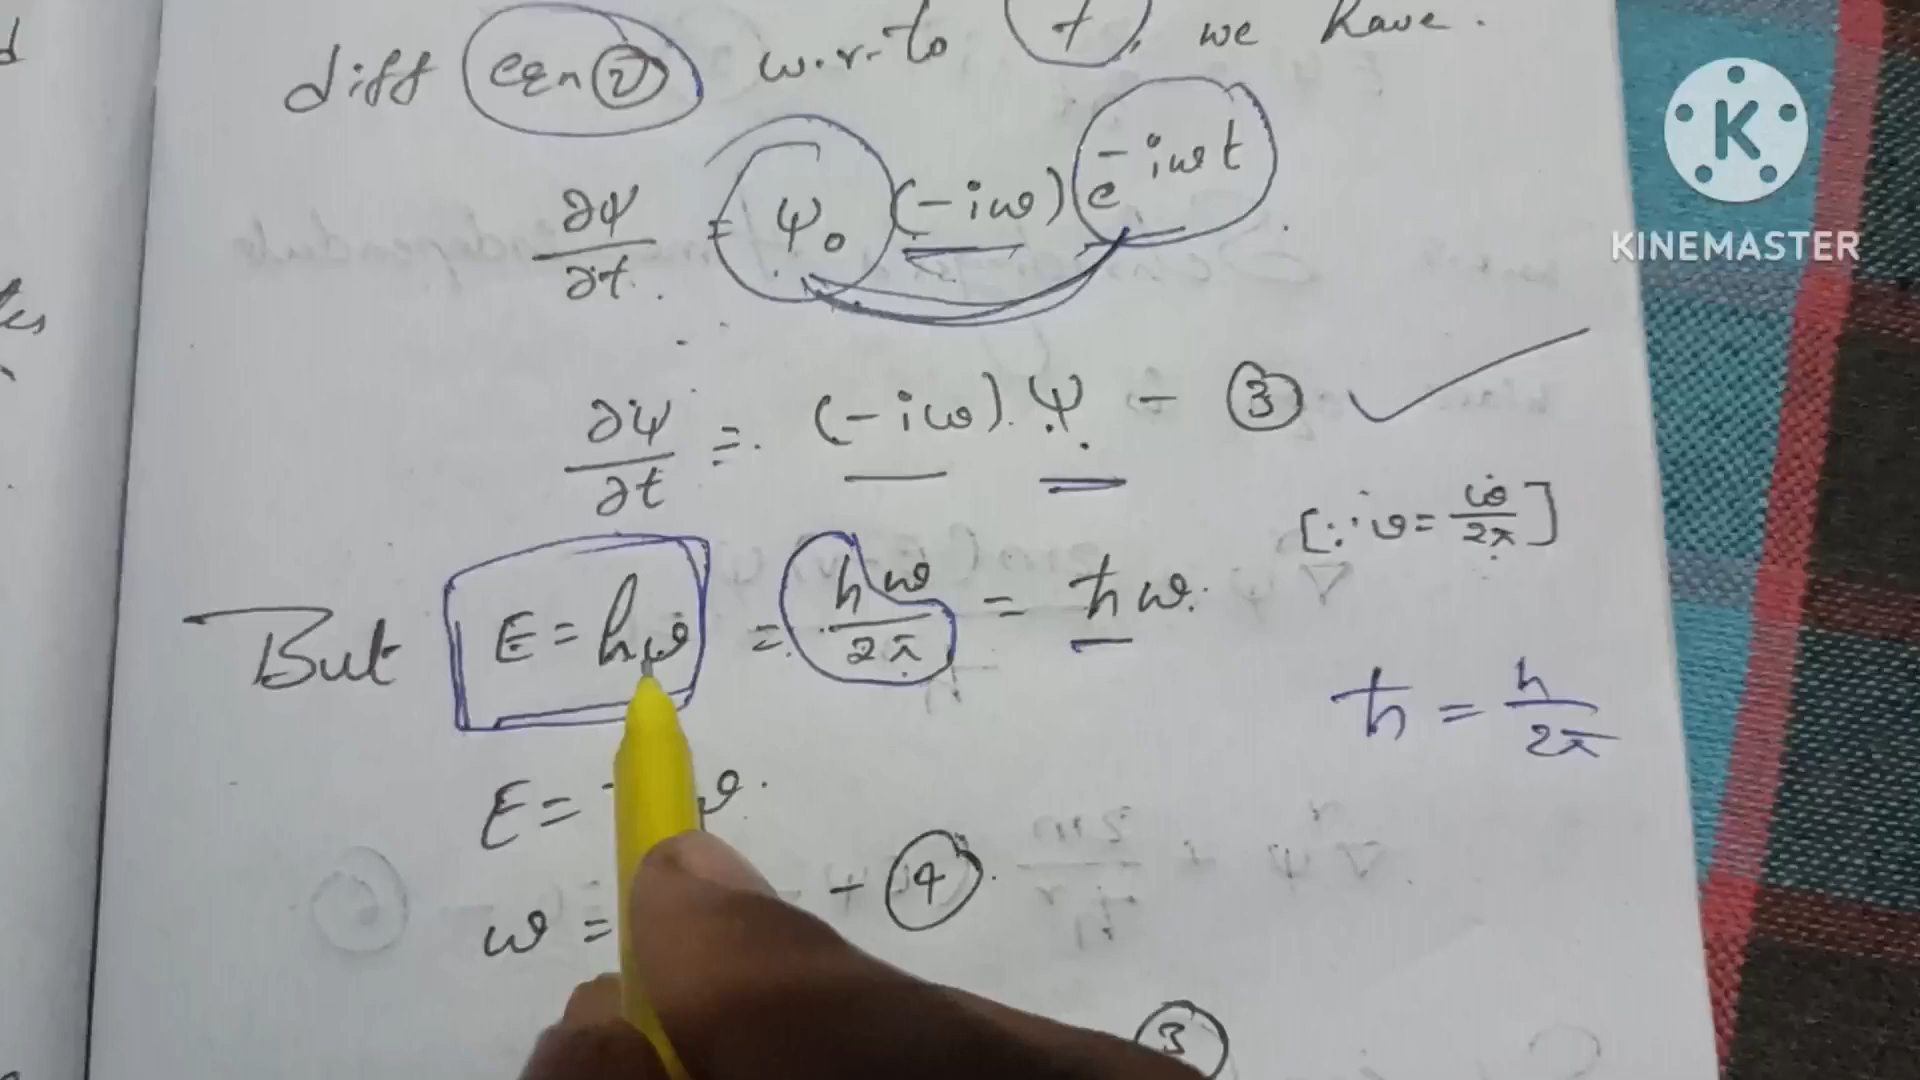 diff eqn ② w.r.to t, we have.
∂ψ/∂t = ψ₀ (-iω) e^-iωt
∂ψ/∂t = (-iω). ψ - ③
[∵ ν = ω/2π]
But E = hν = hω/2π = ħω.
ħ = h/2π
E =
ω = - ④
③
K
KINEMASTER